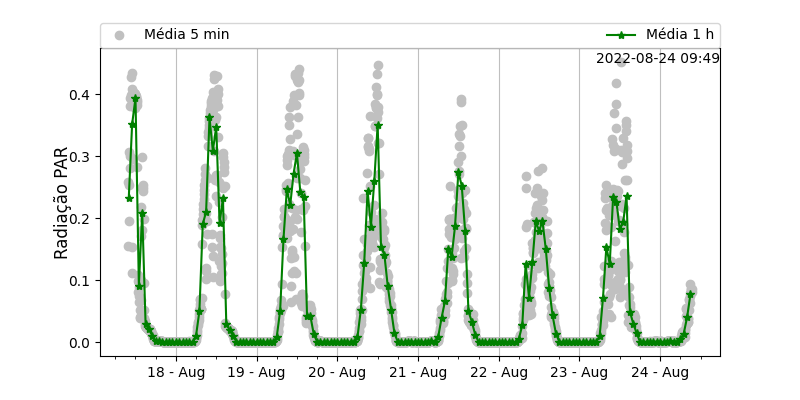 Média 5 min
Média 1 h
2022-08-24 09:49
Radiação PAR
0.4
0.3
0.2
0.1
0.0
18 - Aug
19 - Aug
20 - Aug
21 - Aug
22 - Aug
23 - Aug
24 - Aug